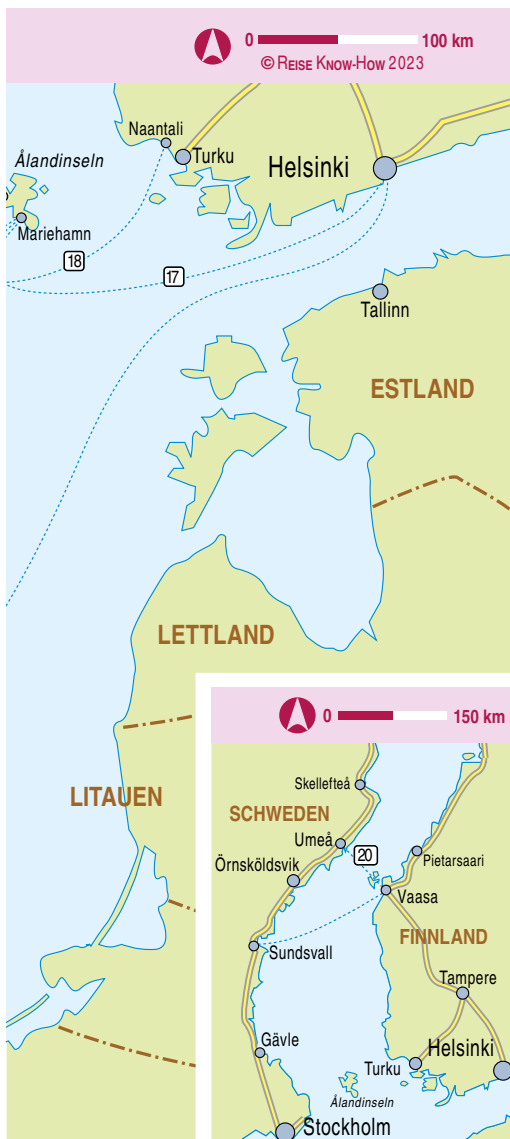 0 100 km
© REISE KNOW-HOW 2023
Naantali
Turku
Helsinki
Ålandinseln
Mariehamn
18
17
Tallinn
ESTLAND
LETTLAND
LITAUEN
0 150 km
Skellefteå
SCHWEDEN
Umeå
20
Pietarsaari
Örnsköldsvik
Vaasa
FINNLAND
Sundsvall
Tampere
Gävle
Helsinki
Turku
Ålandinseln
Stockholm